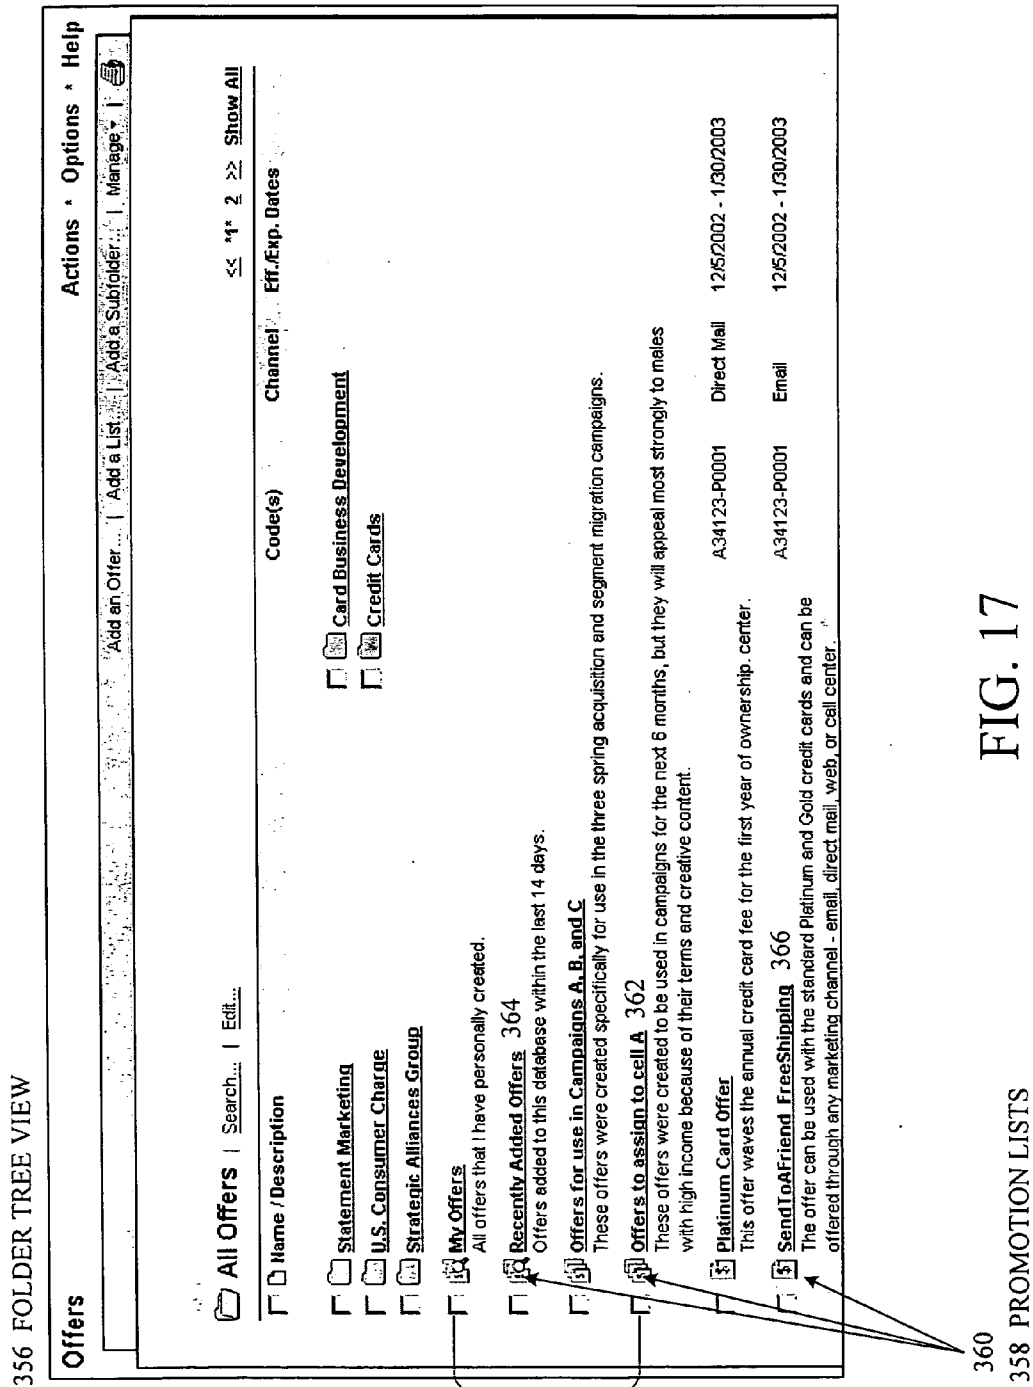 356 FOLDER TREE VIEW
Offers Actions * Options * Help
Add an Offer... | Add a List... | Add a Subfolder... | Manage |
All Offers | Search... | Edit...
<< *1* 2 >> Show All
Name / Description Code(s) Channel Eff./Exp. Dates
Statement Marketing Card Business Development
U.S. Consumer Charge Credit Cards
Strategic Alliances Group
My Offers
All offers that I have personally created.
Recently Added Offers 364
Offers added to this database within the last 14 days.
Offers for use in Campaigns A, B, and C
These offers were created specifically for use in the three spring acquisition and segment migration campaigns.
Offers to assign to cell A 362
These offers were created to be used in campaigns for the next 6 months, but they will appeal most strongly to males
with high income because of their terms and creative content.
Platinum Card Offer A34123-P0001 Direct Mail 12/5/2002 - 1/30/2003
This offer waves the annual credit card fee for the first year of ownership. center.
SendToAFriend FreeShipping 366 A34123-P0001 Email 12/5/2002 - 1/30/2003
The offer can be used with the standard Platinum and Gold credit cards and can be
offered through any marketing channel - email, direct mail, web, or call center.
360
358 PROMOTION LISTS
FIG. 17